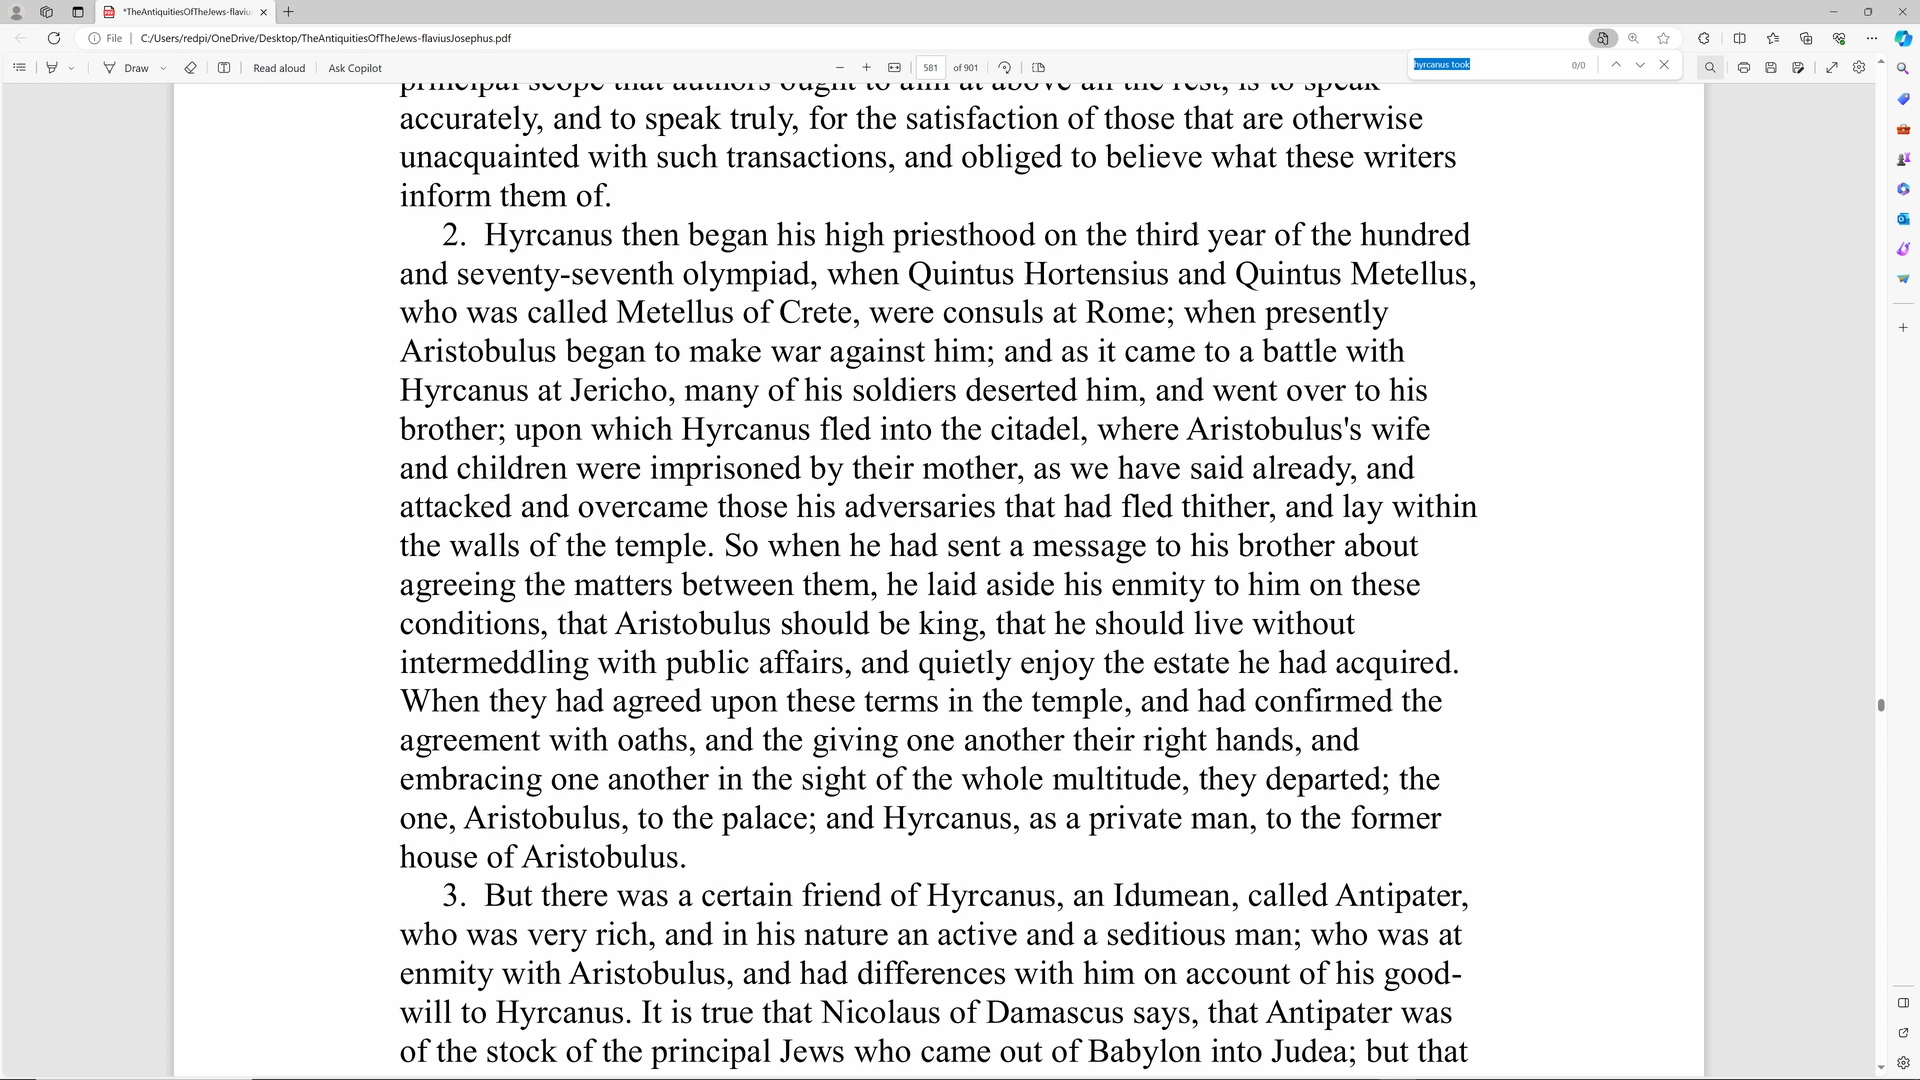 *TheAntiquitiesOfTheJews-flaviu
File
C:/Users/redpi/OneDrive/Desktop/TheAntiquitiesOfTheJews-flaviusJosephus.pdf
Draw
Read aloud
Ask Copilot
581 of 901
hyrcanus took
0/0
principal scope that authors ought to aim at above all the rest, is to speak
accurately, and to speak truly, for the satisfaction of those that are otherwise
unacquainted with such transactions, and obliged to believe what these writers
inform them of.
2. Hyrcanus then began his high priesthood on the third year of the hundred
and seventy-seventh olympiad, when Quintus Hortensius and Quintus Metellus,
who was called Metellus of Crete, were consuls at Rome; when presently
Aristobulus began to make war against him; and as it came to a battle with
Hyrcanus at Jericho, many of his soldiers deserted him, and went over to his
brother; upon which Hyrcanus fled into the citadel, where Aristobulus's wife
and children were imprisoned by their mother, as we have said already, and
attacked and overcame those his adversaries that had fled thither, and lay within
the walls of the temple. So when he had sent a message to his brother about
agreeing the matters between them, he laid aside his enmity to him on these
conditions, that Aristobulus should be king, that he should live without
intermeddling with public affairs, and quietly enjoy the estate he had acquired.
When they had agreed upon these terms in the temple, and had confirmed the
agreement with oaths, and the giving one another their right hands, and
embracing one another in the sight of the whole multitude, they departed; the
one, Aristobulus, to the palace; and Hyrcanus, as a private man, to the former
house of Aristobulus.
3. But there was a certain friend of Hyrcanus, an Idumean, called Antipater,
who was very rich, and in his nature an active and a seditious man; who was at
enmity with Aristobulus, and had differences with him on account of his good-
will to Hyrcanus. It is true that Nicolaus of Damascus says, that Antipater was
of the stock of the principal Jews who came out of Babylon into Judea; but that